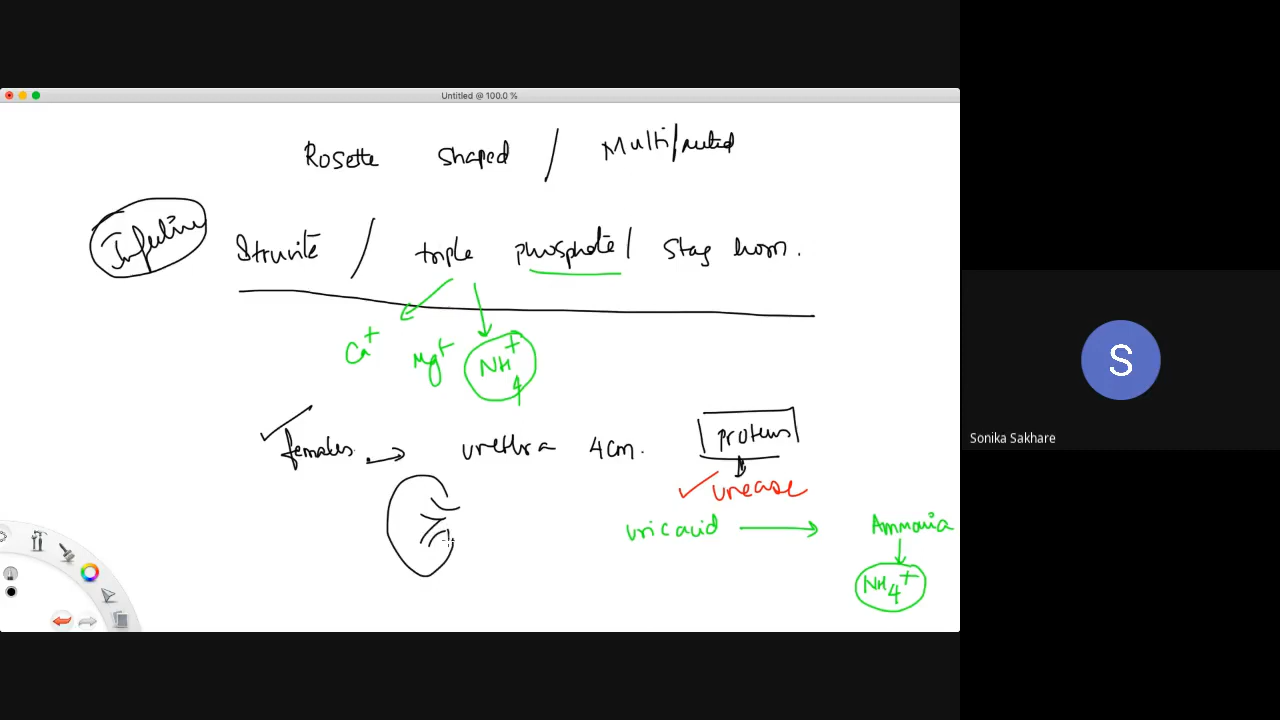 Untitled @ 100.0 %
Rosette shaped / Multifaceted
Infective
Struvite / triple phosphate / Stag horn.
Ca+ Mg+ NH4+
females → urethra 4cm. proteus
urease
uric acid → Ammonia
NH4+
S
Sonika Sakhare